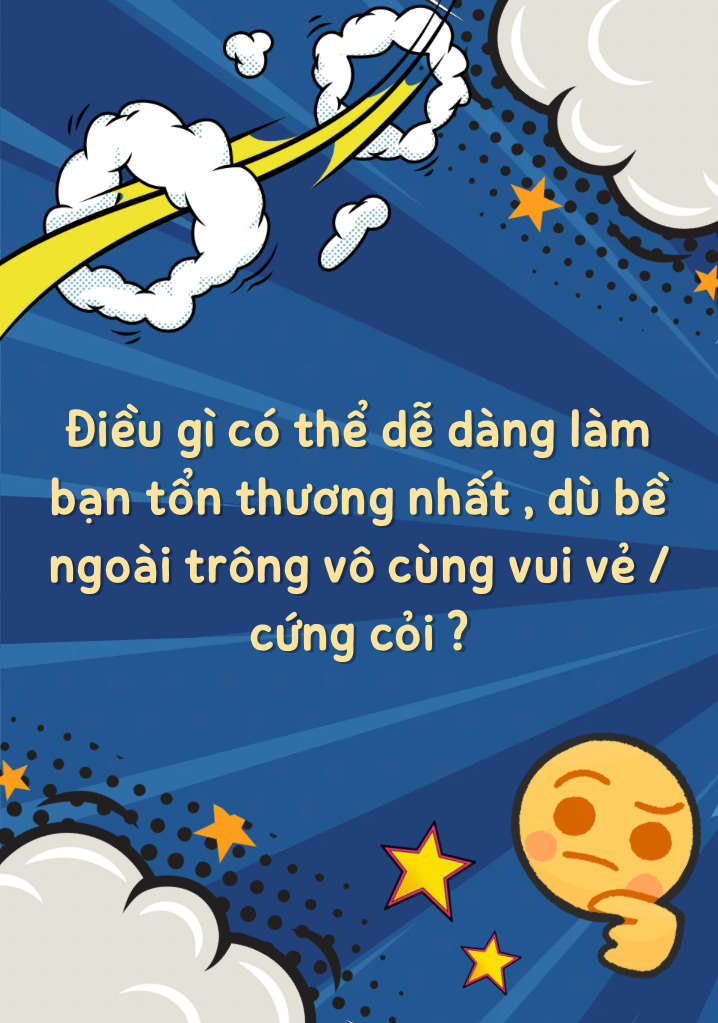 Điều gì có thể dễ dàng làm
bạn tổn thương nhất , dù bề
ngoài trông vô cùng vui vẻ /
cứng cỏi ?